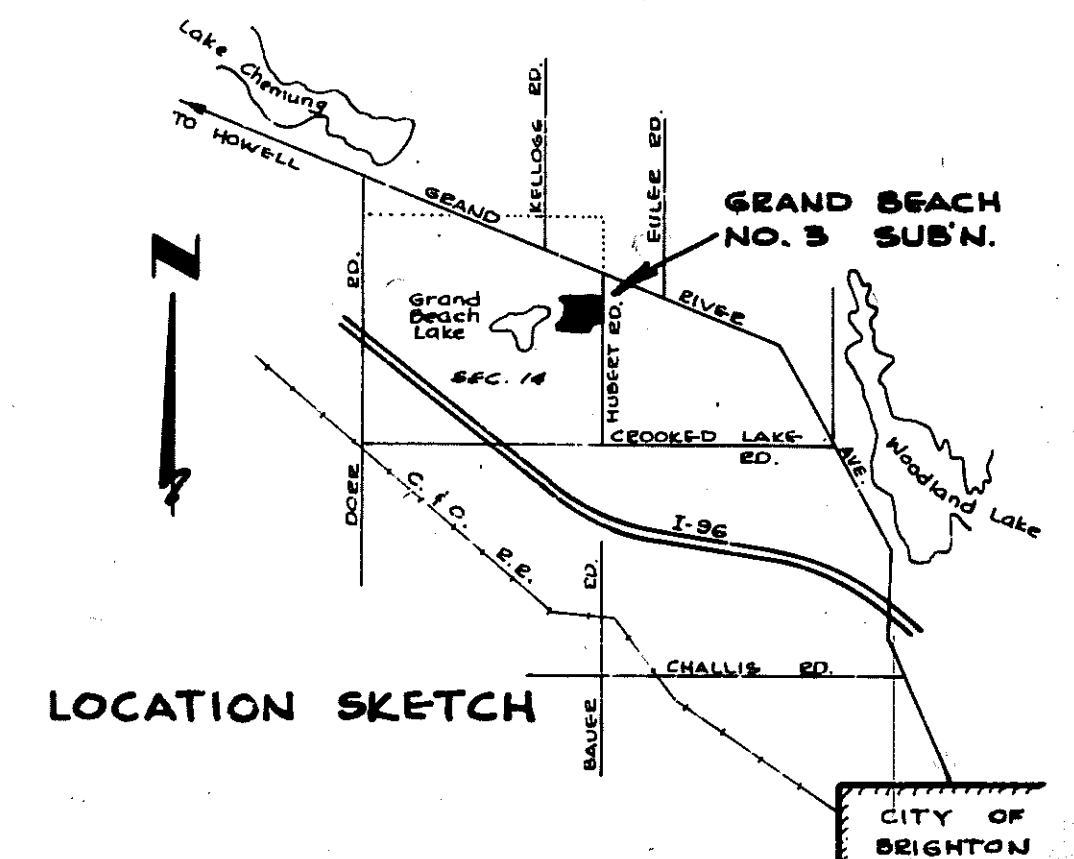 Lake Chemung
TO HOWELL
GRAND RIVER AVE.
KELLOGG RD.
EULER RD.
GRAND BEACH
NO. 3 SUB'N.
N
DORR RD.
Grand
Beach
Lake
HUBERT RD.
SEC. 14
CROOKED LAKE
RD.
Woodland Lake
C. & O. R.R.
I-96
BAUER RD.
CHALLIS RD.
LOCATION SKETCH
CITY OF
BRIGHTON